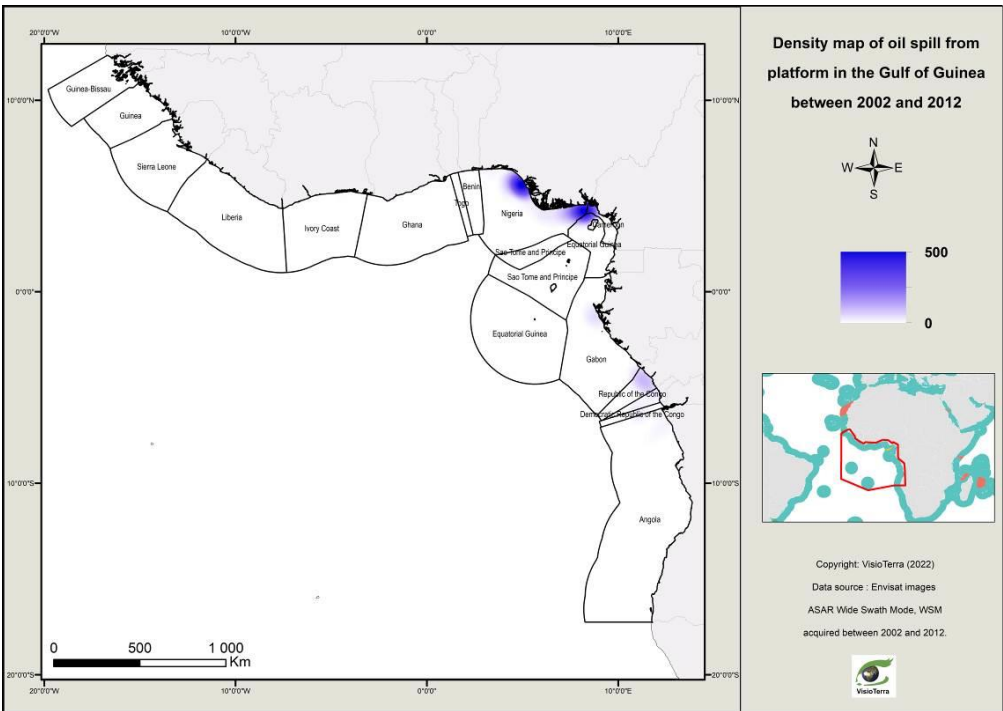 Density map of oil spill from
platform in the Gulf of Guinea
between 2002 and 2012
N
W E
S
500
0
Copyright: VisioTerra (2022)
Data source : Envisat images
ASAR Wide Swath Mode, WSM
acquired between 2002 and 2012.
VisioTerra
20°0'0"W 10°0'0"W 0°0'0" 10°0'0"E
10°0'0"N 10°0'0"N
Guinea-Bissau
Guinea
Sierra Leone
Liberia
Ivory Coast
Ghana
Togo
Benin
Nigeria
Cameroon
Equatorial Guinea
Sao Tome and Principe
Sao Tome and Principe
0°0'0" 0°0'0"
Equatorial Guinea
Gabon
Republic of the Congo
Democratic Republic of the Congo
10°0'0"S 10°0'0"S
Angola
0 500 1 000
Km
20°0'0"S 20°0'0"S
20°0'0"W 10°0'0"W 0°0'0" 10°0'0"E